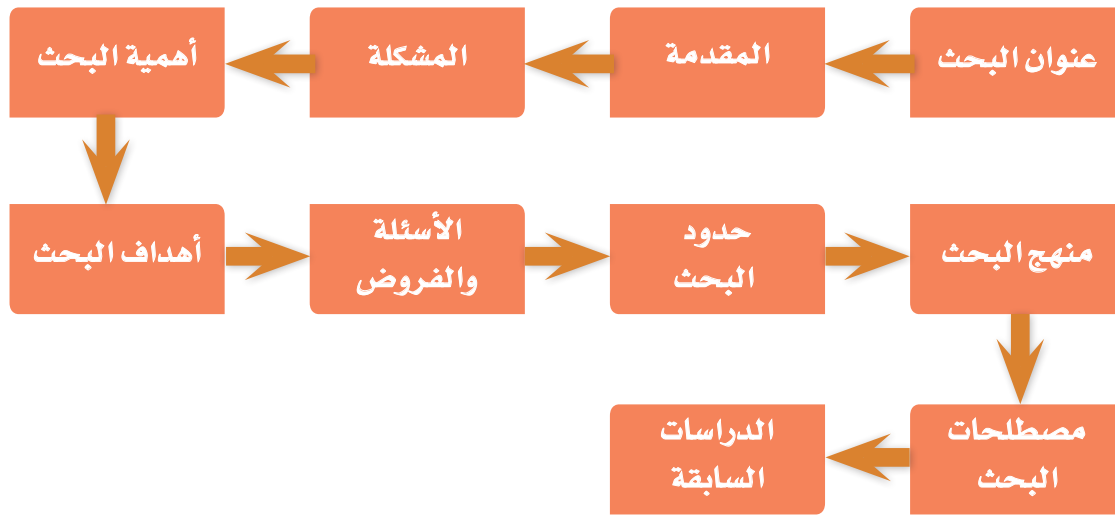 عنوان البحث
المقدمة
المشكلة
أهمية البحث
أهداف البحث
الأسئلة
والفروض
حدود
البحث
منهج البحث
مصطلحات
البحث
الدراسات
السابقة